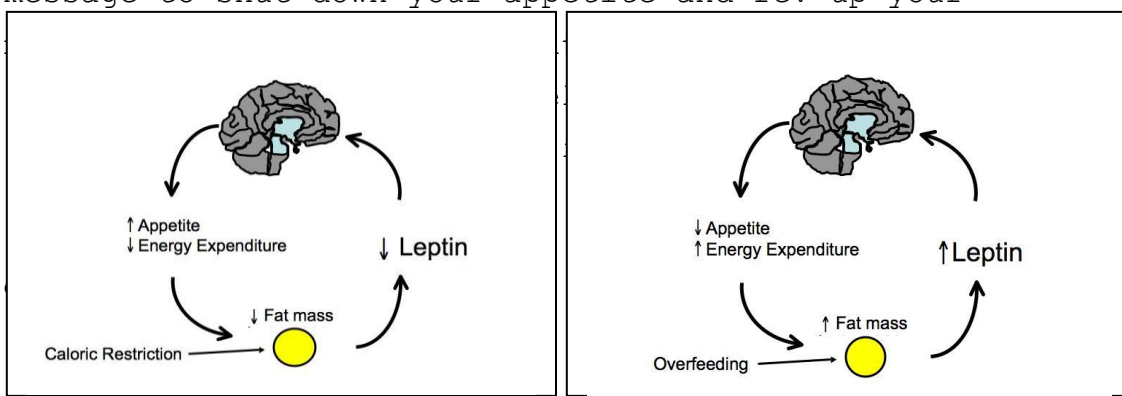 message to shut down your appetite and rev up your
↑ Appetite
↓ Energy Expenditure
↓ Leptin
↓ Fat mass
Caloric Restriction
↓ Appetite
↑ Energy Expenditure
↑ Leptin
↑ Fat mass
Overfeeding